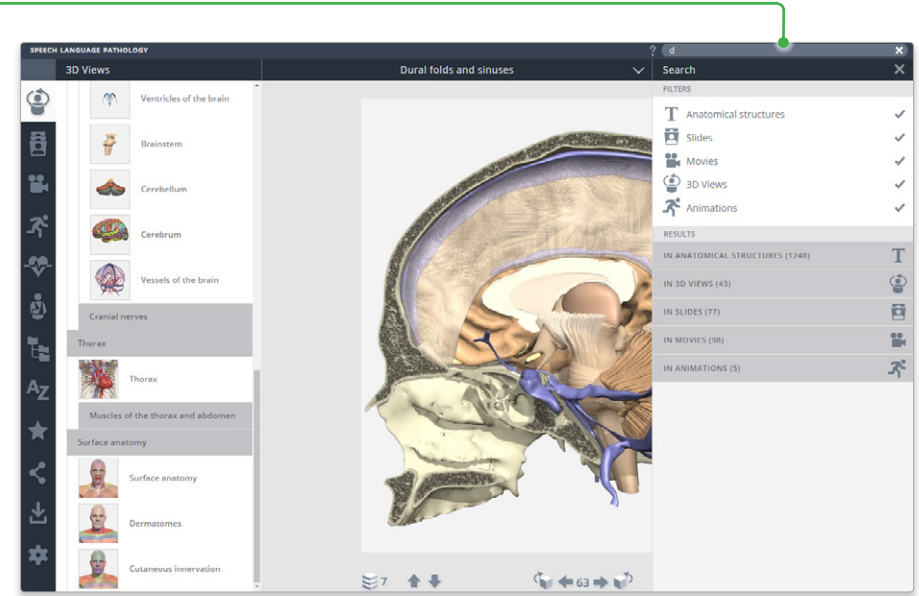 SPEECH LANGUAGE PATHOLOGY
? d
3D Views
Dural folds and sinuses
Search
FILTERS
Anatomical structures
Slides
Movies
3D Views
Animations
RESULTS
IN ANATOMICAL STRUCTURES (1248)
IN 3D VIEWS (43)
IN SLIDES (77)
IN MOVIES (98)
IN ANIMATIONS (5)
Ventricles of the brain
Brainstem
Cerebellum
Cerebrum
Vessels of the brain
Cranial nerves
Thorax
Thorax
Muscles of the thorax and abdomen
Surface anatomy
Surface anatomy
Dermatomes
Cutaneous innervation
AZ
T
T
7
63